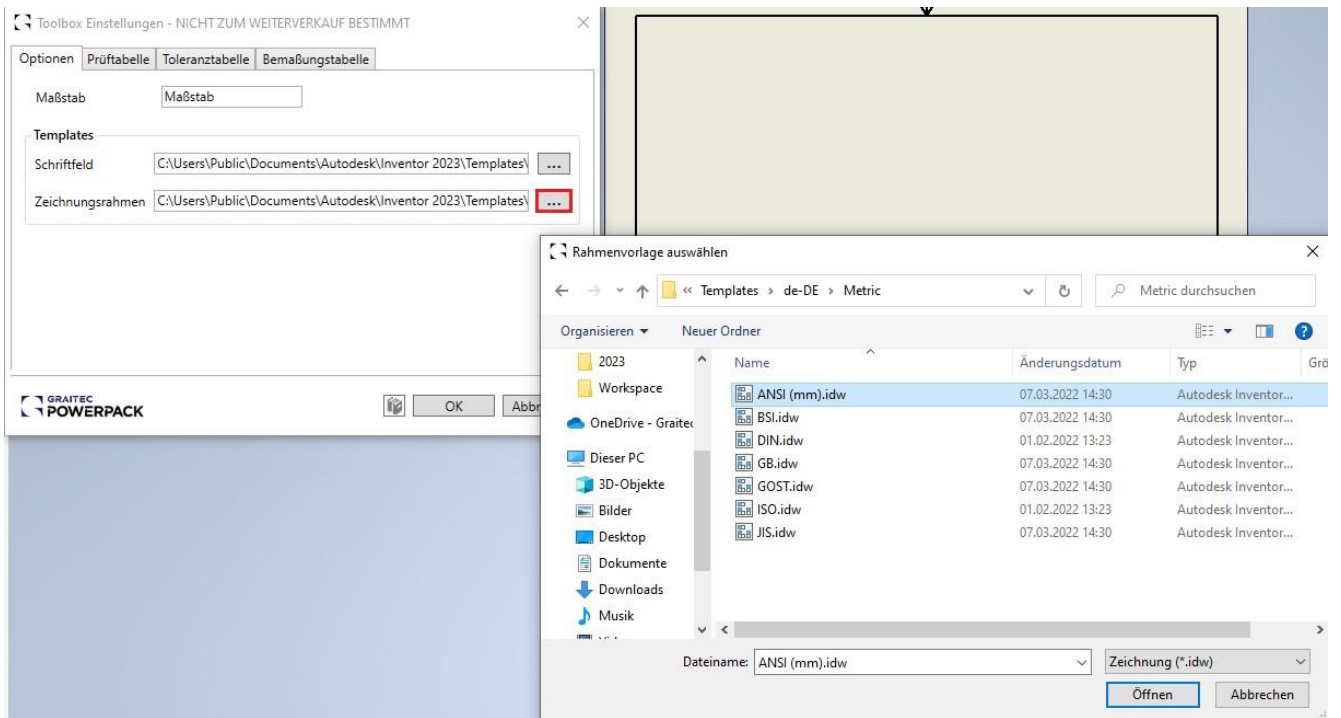 Toolbox Einstellungen - NICHT ZUM WEITERVERKAUF BESTIMMT
Optionen Prüftabelle Toleranztabelle Bemaßungstabelle
Maßstab Maßstab
Templates
Schriftfeld C:\Users\Public\Documents\Autodesk\Inventor 2023\Templates\ ...
Zeichnungsrahmen C:\Users\Public\Documents\Autodesk\Inventor 2023\Templates\ ...
GRAITEC
POWERPACK
OK Abbr
Rahmenvorlage auswählen
« Templates › de-DE › Metric
Metric durchsuchen
Organisieren Neuer Ordner
2023
Workspace
OneDrive - Graitec
Dieser PC
3D-Objekte
Bilder
Desktop
Dokumente
Downloads
Musik
Name Änderungsdatum Typ Grö
ANSI (mm).idw 07.03.2022 14:30 Autodesk Inventor...
BSI.idw 07.03.2022 14:30 Autodesk Inventor...
DIN.idw 01.02.2022 13:23 Autodesk Inventor...
GB.idw 07.03.2022 14:30 Autodesk Inventor...
GOST.idw 07.03.2022 14:30 Autodesk Inventor...
ISO.idw 01.02.2022 13:23 Autodesk Inventor...
JIS.idw 07.03.2022 14:30 Autodesk Inventor...
Dateiname: ANSI (mm).idw Zeichnung (*.idw)
Öffnen Abbrechen